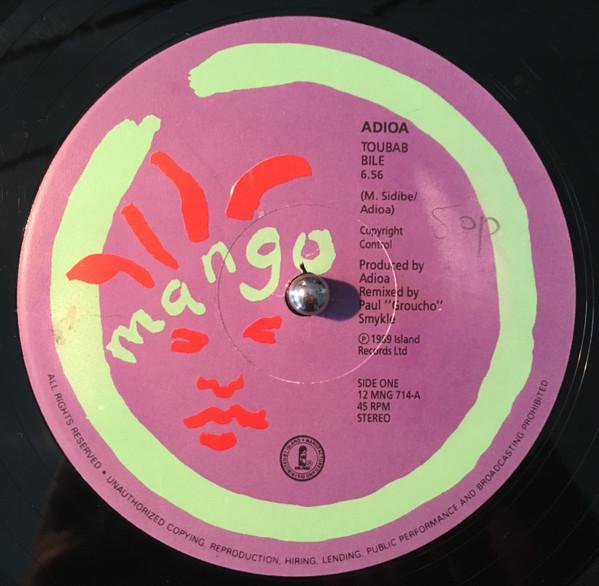 mango
ADIOA
TOUBAB
BILE
6.56
(M. Sidibe/
Adioa)
50p
Copyright
Control
Produced by
Adioa
Remixed by
Paul "Groucho"
Smykle
Ⓟ 1989 Island
Records Ltd
SIDE ONE
12 MNG 714-A
45 RPM
STEREO
ALL RIGHTS RESERVED • UNAUTHORIZED COPYING, REPRODUCTION, HIRING, LENDING, PUBLIC PERFORMANCE AND BROADCASTING PROHIBITED